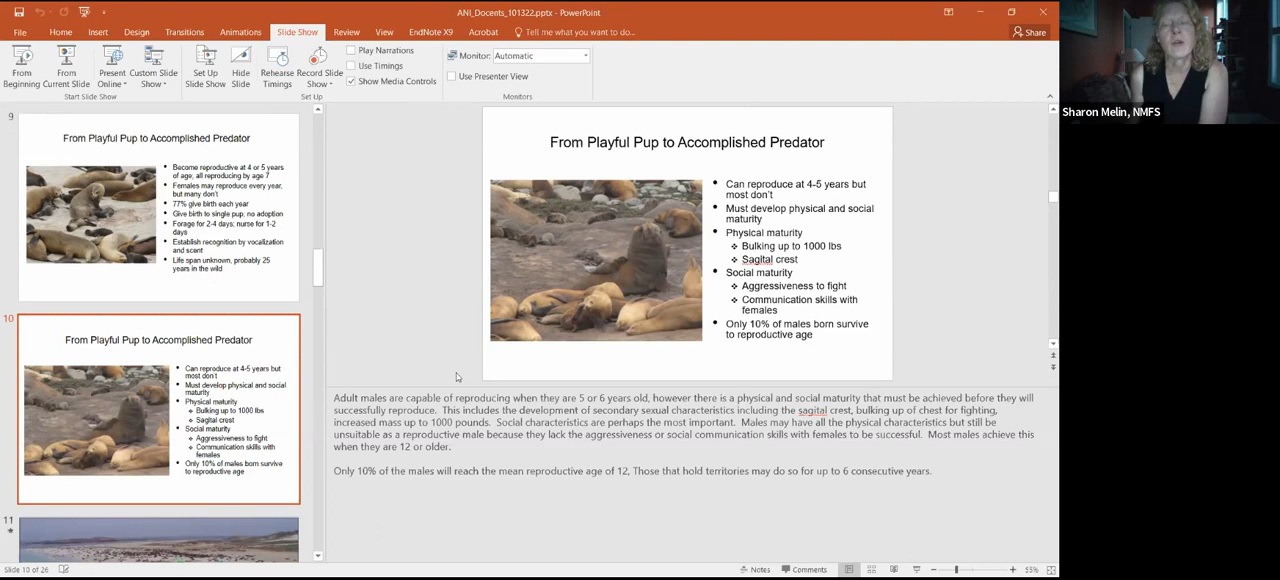 ANI_Docents_101322.pptx - PowerPoint
File Home Insert Design Transitions Animations Slide Show Review View EndNote X9 Acrobat Tell me what you want to do... Share
From Beginning
From Current Slide
Present Online
Custom Slide Show
Start Slide Show
Set Up Slide Show
Hide Slide
Rehearse Timings
Record Slide Show
Play Narrations
Use Timings
Show Media Controls
Set Up
Monitor: Automatic
Use Presenter View
Monitors
Sharon Melin, NMFS
9
From Playful Pup to Accomplished Predator
Become reproductive at 4 or 5 years
of age, all reproducing by age 7
Females may reproduce every year,
but many don't
77% give birth each year
Give birth to single pup, no adoption
Forage for 2-4 days; nurse for 1-2
days
Establish recognition by vocalization
and scent
Life span unknown, probably 25
years in the wild
10
From Playful Pup to Accomplished Predator
Can reproduce at 4-5 years but
most don't
Must develop physical and social
maturity
Physical maturity
Bulking up to 1000 lbs
Sagital crest
Social maturity
Aggressiveness to fight
Communication skills with
females
Only 10% of males born survive
to reproductive age
11
From Playful Pup to Accomplished Predator
Can reproduce at 4-5 years but
most don't
Must develop physical and social
maturity
Physical maturity
Bulking up to 1000 lbs
Sagital crest
Social maturity
Aggressiveness to fight
Communication skills with
females
Only 10% of males born survive
to reproductive age
Adult males are capable of reproducing when they are 5 or 6 years old, however there is a physical and social maturity that must be achieved before they will
successfully reproduce. This includes the development of secondary sexual characteristics including the sagital crest, bulking up of chest for fighting,
increased mass up to 1000 pounds. Social characteristics are perhaps the most important. Males may have all the physical characteristics but still be
unsuitable as a reproductive male because they lack the aggressiveness or social communication skills with females to be successful. Most males achieve this
when they are 12 or older.
Only 10% of the males will reach the mean reproductive age of 12, Those that hold territories may do so for up to 6 consecutive years.
Slide 10 of 26
Notes Comments 55%